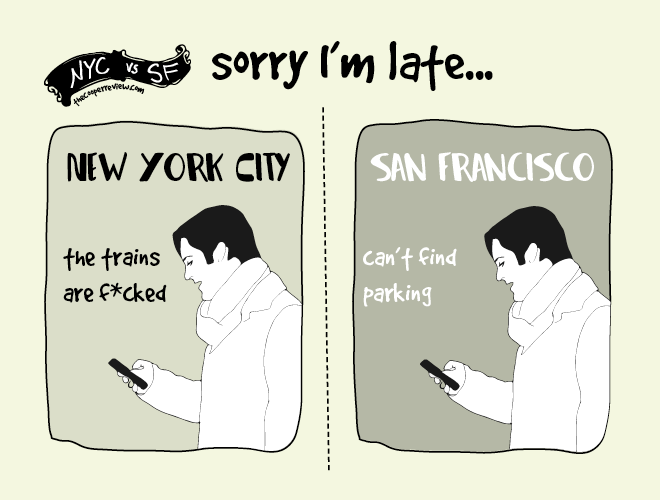 NYC vs SF
thecooperreview.com
sorry I'm late...
NEW YORK CITY
the trains
are f*cked
SAN FRANCISCO
can't find
parking